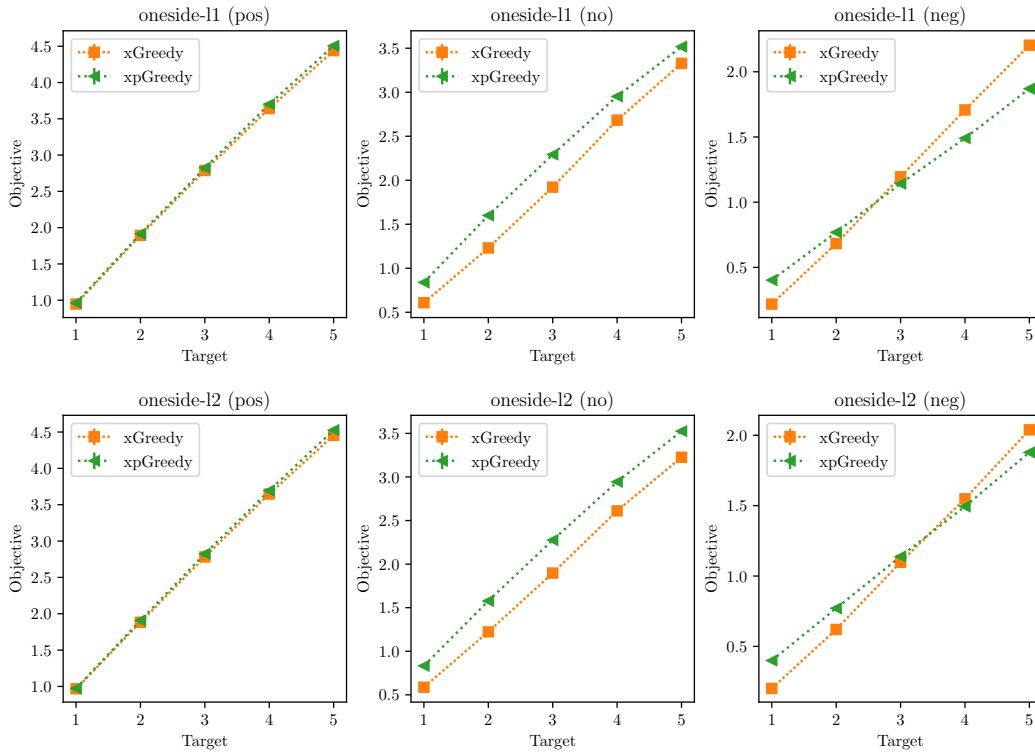 oneside-l1 (pos)
4.5
4.0
3.5
3.0
2.5
2.0
1.5
1.0
Objective
xGreedy
xpGreedy
1 2 3 4 5
Target
oneside-l1 (no)
3.5
3.0
2.5
2.0
1.5
1.0
0.5
Objective
xGreedy
xpGreedy
1 2 3 4 5
Target
oneside-l1 (neg)
2.0
1.5
1.0
0.5
Objective
xGreedy
xpGreedy
1 2 3 4 5
Target
oneside-l2 (pos)
4.5
4.0
3.5
3.0
2.5
2.0
1.5
1.0
Objective
xGreedy
xpGreedy
1 2 3 4 5
Target
oneside-l2 (no)
3.5
3.0
2.5
2.0
1.5
1.0
0.5
Objective
xGreedy
xpGreedy
1 2 3 4 5
Target
oneside-l2 (neg)
2.0
1.5
1.0
0.5
Objective
xGreedy
xpGreedy
1 2 3 4 5
Target